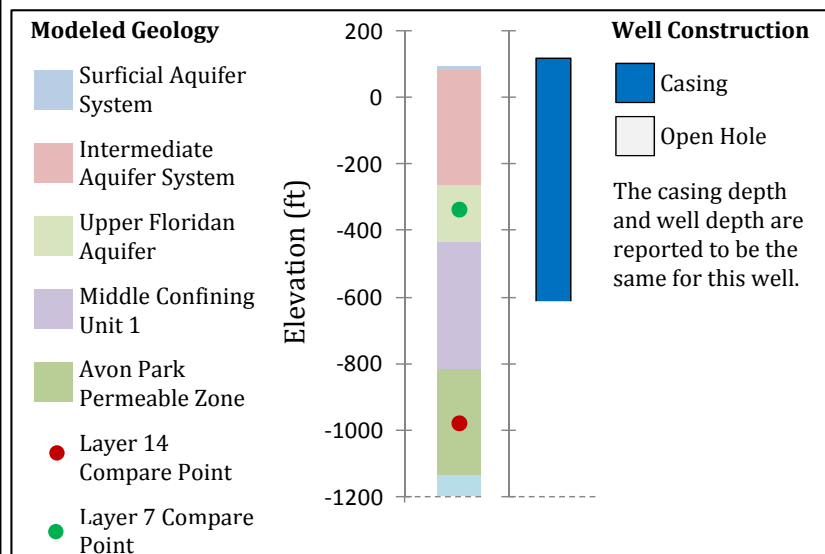 Modeled Geology
Surficial Aquifer
System
Intermediate
Aquifer System
Upper Floridan
Aquifer
Middle Confining
Unit 1
Avon Park
Permeable Zone
Layer 14
Compare Point
Layer 7 Compare
Point
Elevation (ft)
200
0
-200
-400
-600
-800
-1000
-1200
Well Construction
Casing
Open Hole
The casing depth
and well depth are
reported to be the
same for this well.